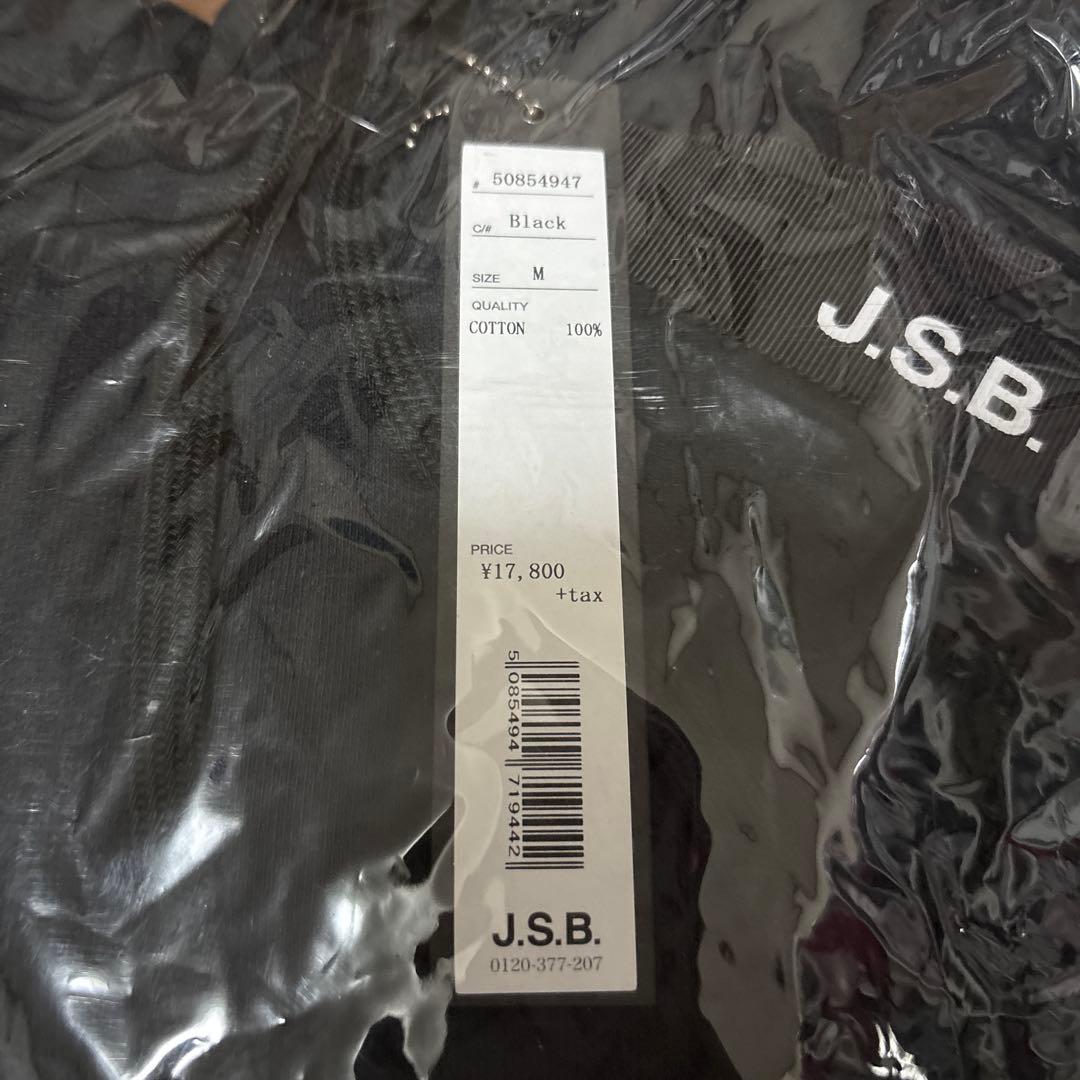 # 50854947
C/# Black
SIZE M
QUALITY
COTTON 100%
PRICE
¥17,800
+tax
5 085494 719442
J.S.B.
0120-377-207
J.S.B.